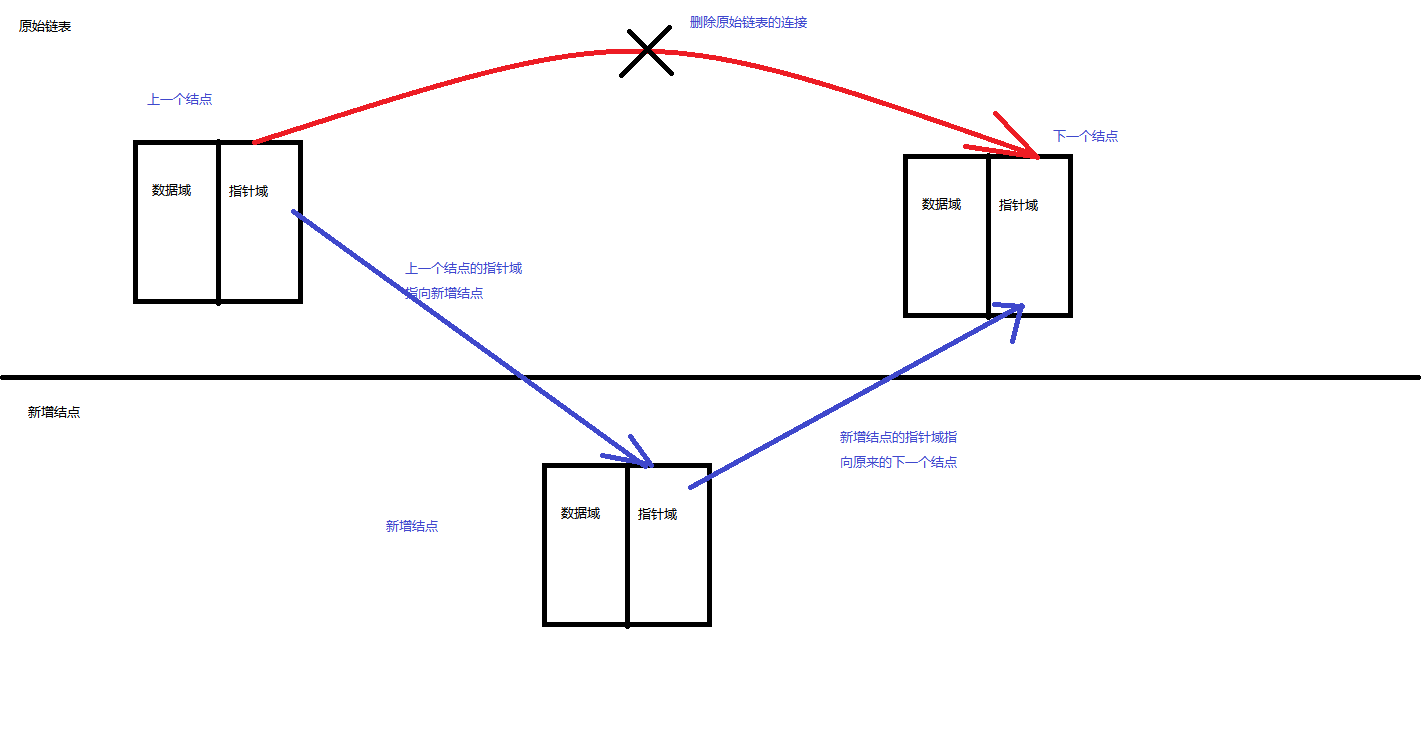 原始链表
删除原始链表的连接
上一个结点
下一个结点
数据域
指针域
数据域
指针域
上一个结点的指针域
指向新增结点
新增结点
新增结点的指针域指
向原来的下一个结点
数据域
指针域
新增结点